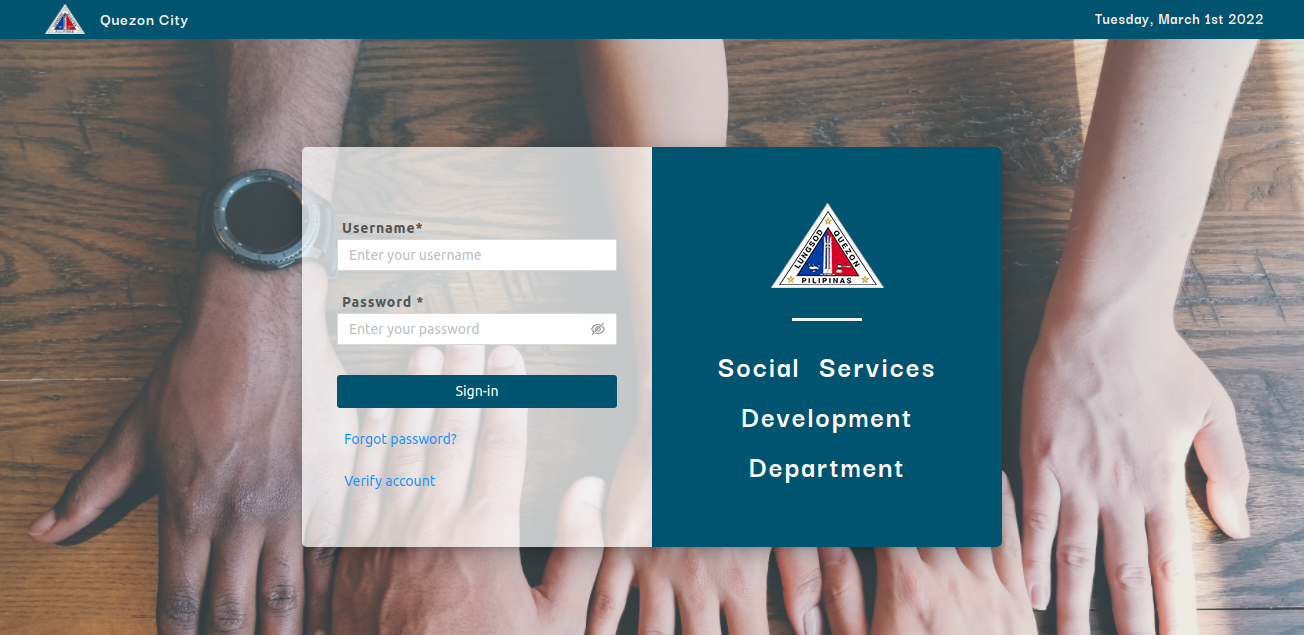 Quezon City
Tuesday, March 1st 2022
Username*
Enter your username
Password *
Enter your password
Sign-in
Forgot password?
Verify account
LUNGSOD QUEZON
PILIPINAS
Social Services
Development
Department